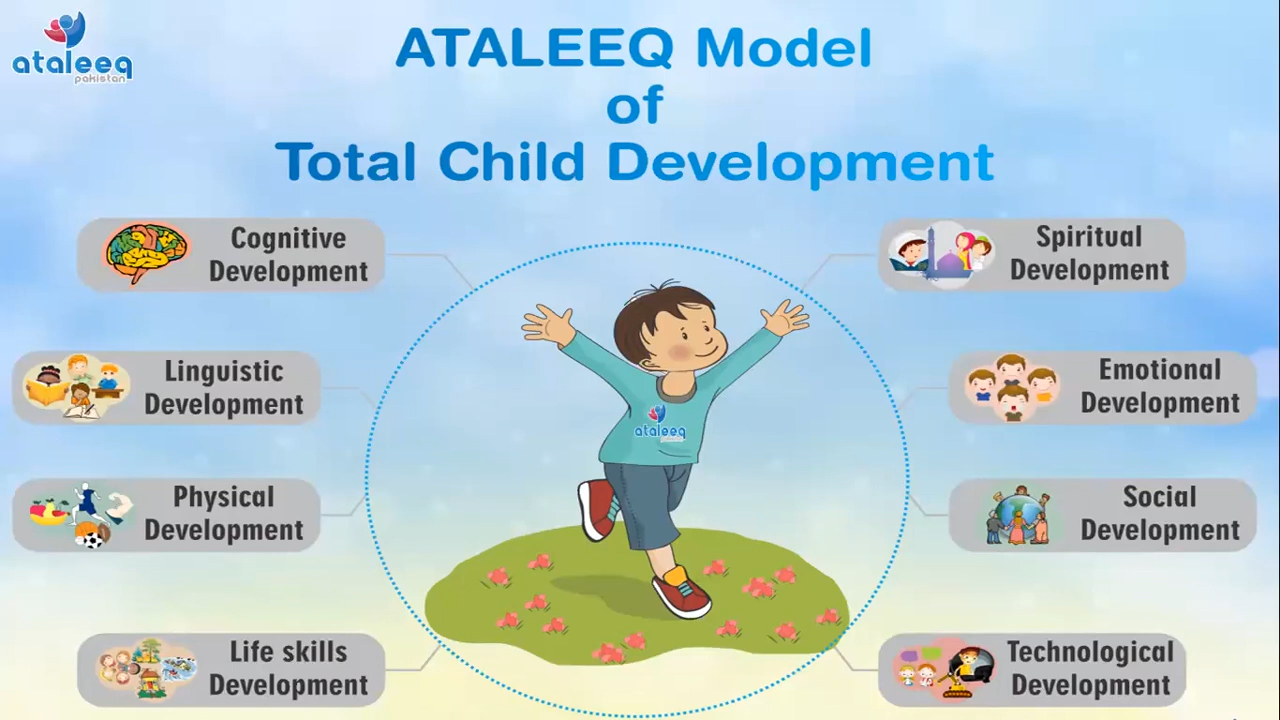 ataleeq
pakistan
ATALEEQ Model
of
Total Child Development
Cognitive
Development
Spiritual
Development
Linguistic
Development
Emotional
Development
ataleeq
Physical
Development
Social
Development
Life skills
Development
Technological
Development